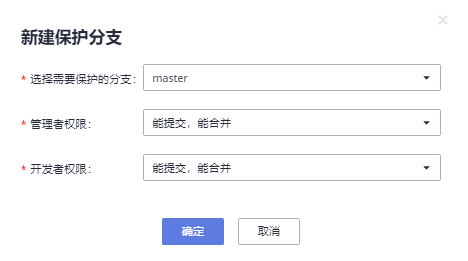 新建保护分支
* 选择需要保护的分支： master
* 管理者权限： 能提交，能合并
* 开发者权限： 能提交，能合并
确定 取消